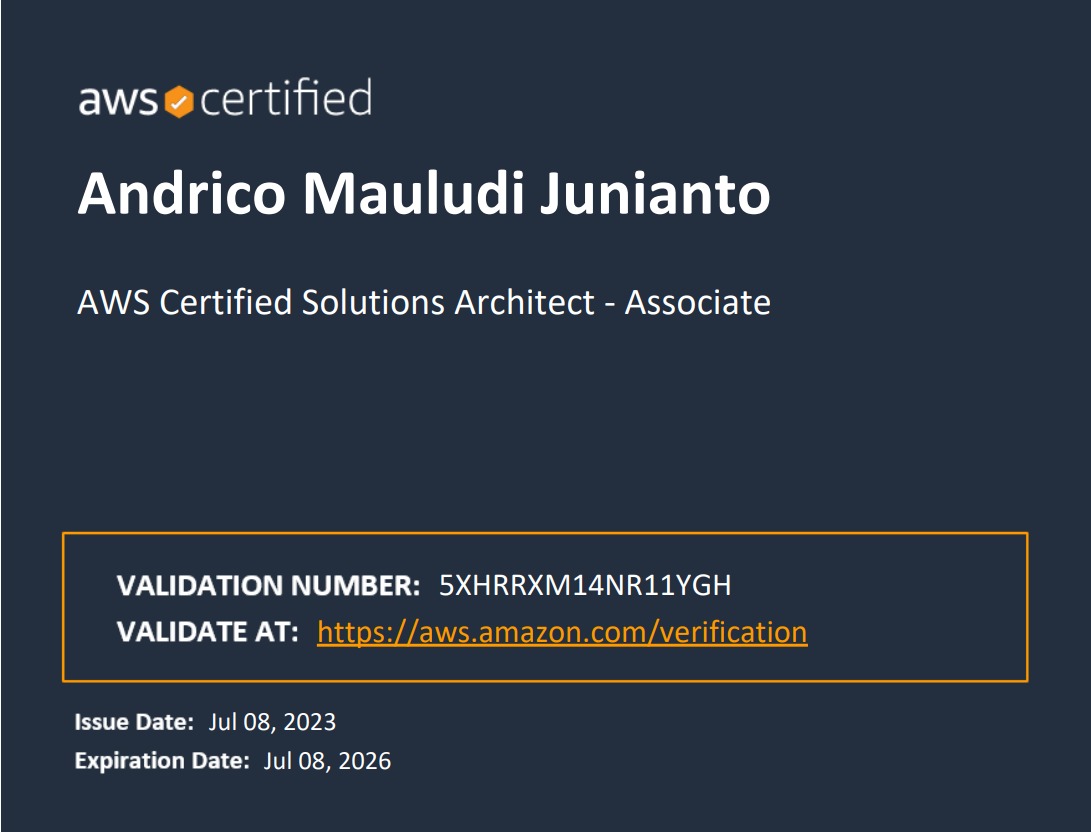 aws certified
Andrico Mauludi Junianto
AWS Certified Solutions Architect - Associate
VALIDATION NUMBER: 5XHRRXM14NR11YGH
VALIDATE AT: https://aws.amazon.com/verification
Issue Date: Jul 08, 2023
Expiration Date: Jul 08, 2026